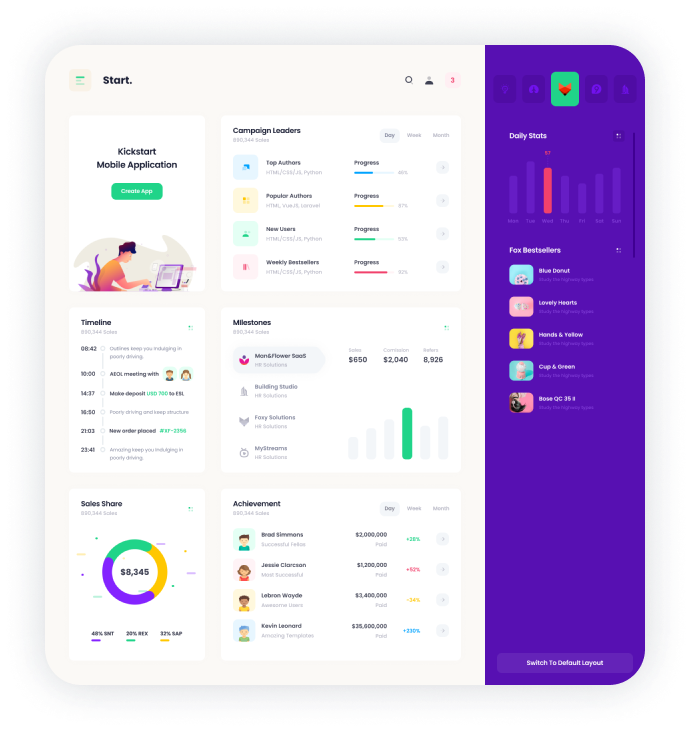 Start.
3
Kickstart
Mobile Application
Create App
Campaign Leaders
890,344 Sales
Day Week Month
Top Authors
HTML/CSS/JS, Python
Progress
Popular Authors
HTML, VueJS, Laravel
Progress
87%
New Users
HTML/CSS/JS, Python
Progress
53%
Weekly Bestsellers
HTML/CSS/JS, Python
Progress
92%
Timeline
890,344 Sales
08:42 Outlines keep you indulging in
poorly driving.
10:00 AEOL meeting with
14:37 Make deposit USD 700 to ESL
16:50 Poorly driving and keep structure
21:03 New order placed #XF-2356
23:41 Amazing keep you indulging in
poorly driving.
Milestones
890,344 Sales
Man&Flower SaaS
HR Solutions
Building Studio
HR Solutions
Foxy Solutions
HR Solutions
MyStreams
HR Solutions
Sales
$650
Comission
$2,040
Refers
8,926
Sales Share
890,344 Sales
$8,345
48% SNT
20% REX
32% SAP
Achievement
890,344 Sales
Day Week Month
Brad Simmons
Successful Fellas
$2,000,000
Paid
+28%
Jessie Clarcson
Most Successful
$1,200,000
Paid
+52%
Lebron Wayde
Awesome Users
$3,400,000
Paid
-34%
Kevin Leonard
Amazing Templates
$35,600,000
Paid
+230%
Daily Stats
67
Mon Tue Wed Thu Fri Sat Sun
Fox Bestsellers
Blue Donut
Study the highway types
Lovely Hearts
Study the highway types
Hands & Yellow
Study the highway types
Cup & Green
Study the highway types
Bose QC 35 II
Study the highway types
Switch To Default Layout